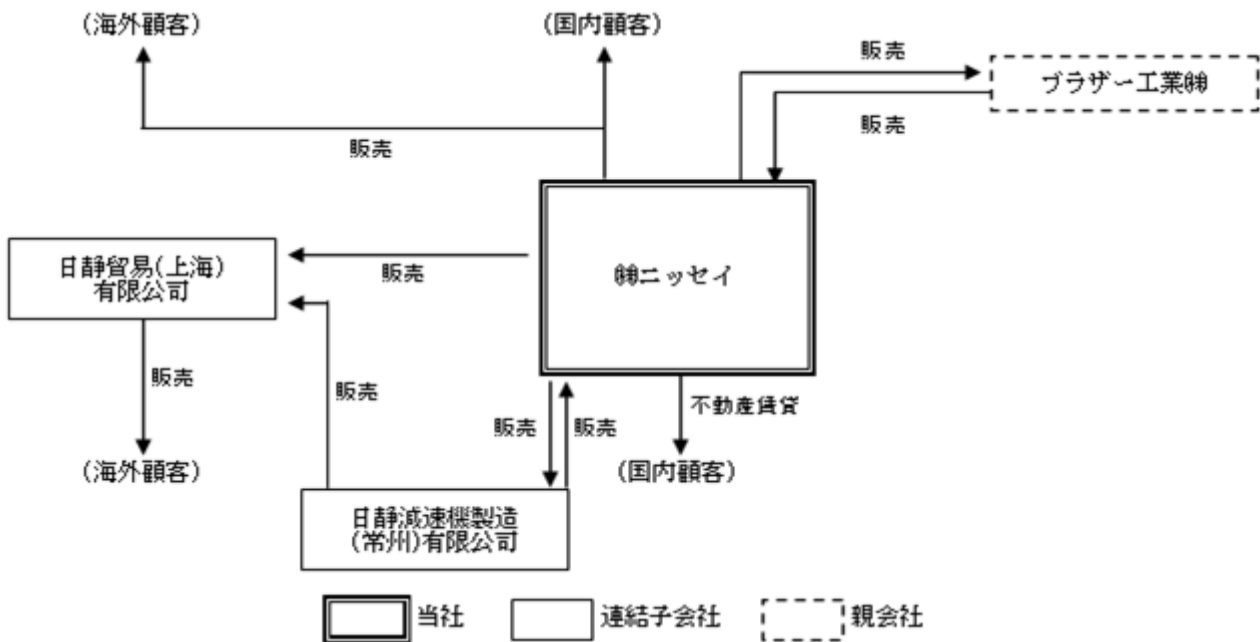 (海外顧客)
(国内顧客)
販売
ブラザー工業㈱
販売
販売
㈱ニッセイ
日静貿易(上海)
有限公司
販売
販売
販売
不動産賃貸
販売
販売
(海外顧客)
(国内顧客)
日静減速機製造
(常州)有限公司
当社
連結子会社
親会社